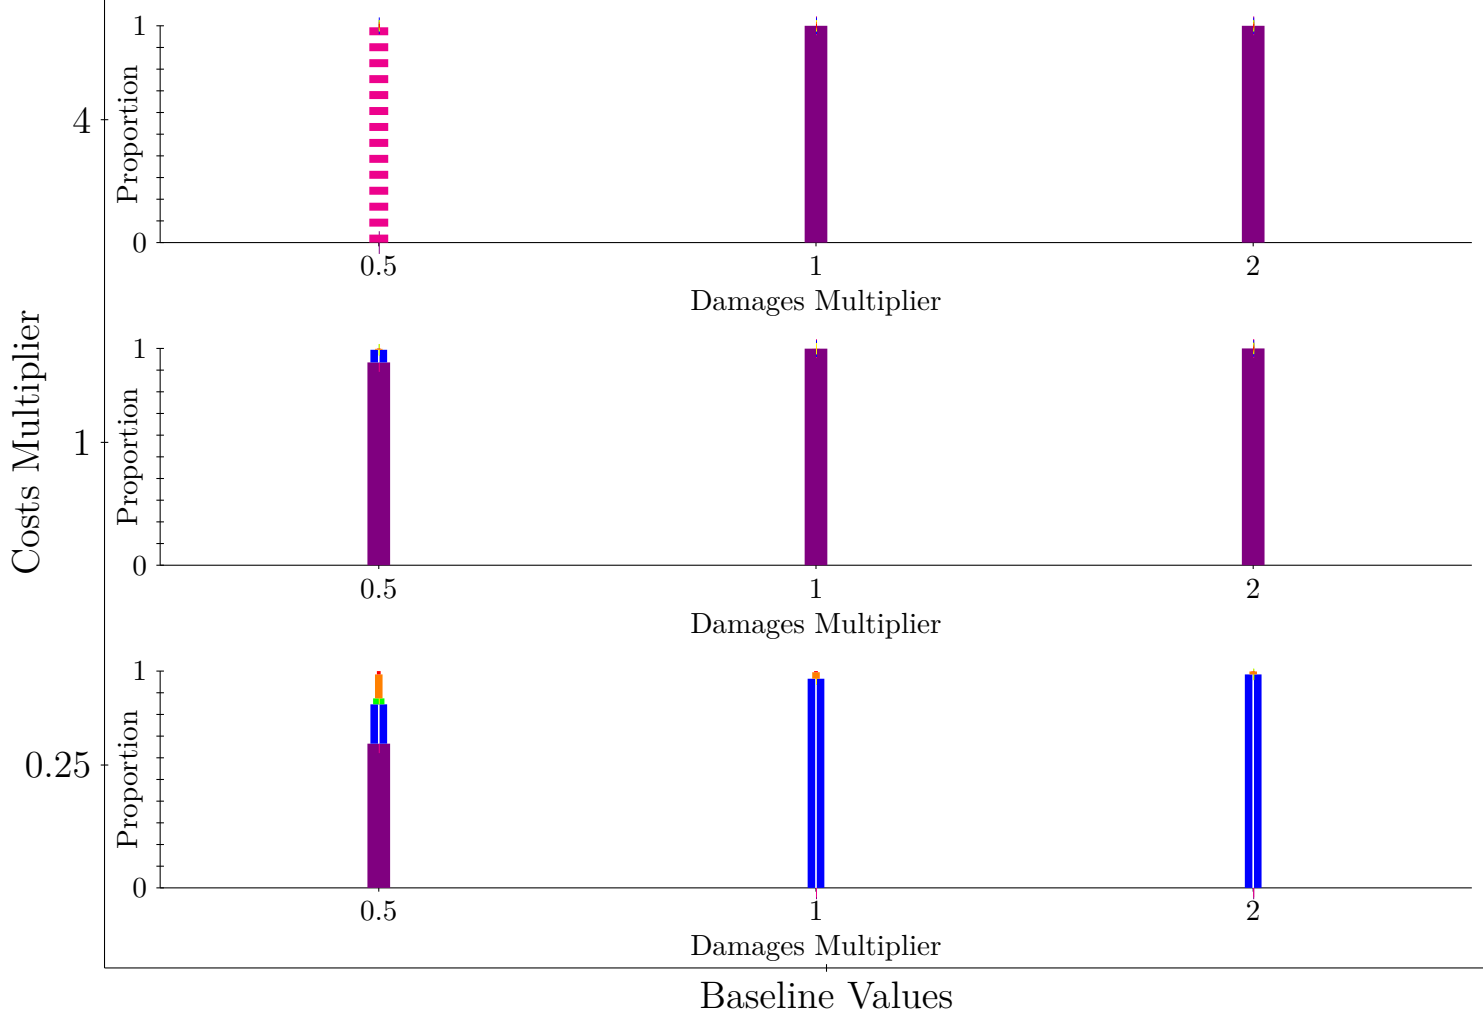 Costs Multiplier
4
Proportion
1
0
0.5 1 2
Damages Multiplier
1
Proportion
1
0
0.5 1 2
Damages Multiplier
0.25
Proportion
1
0
0.5 1 2
Damages Multiplier
Baseline Values